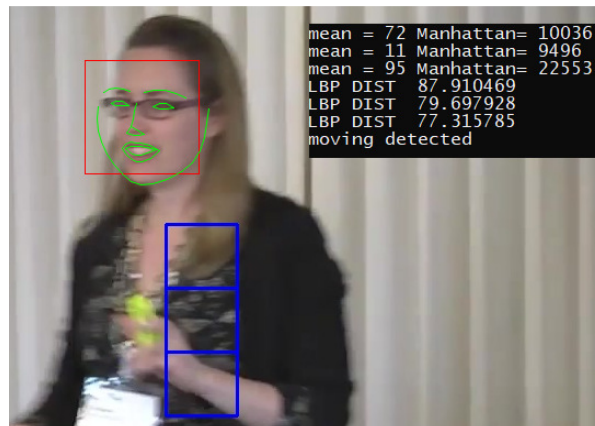 mean = 72 Manhattan= 10036
mean = 11 Manhattan= 9496
mean = 95 Manhattan= 22553
LBP DIST 87.910469
LBP DIST 79.697928
LBP DIST 77.315785
moving detected